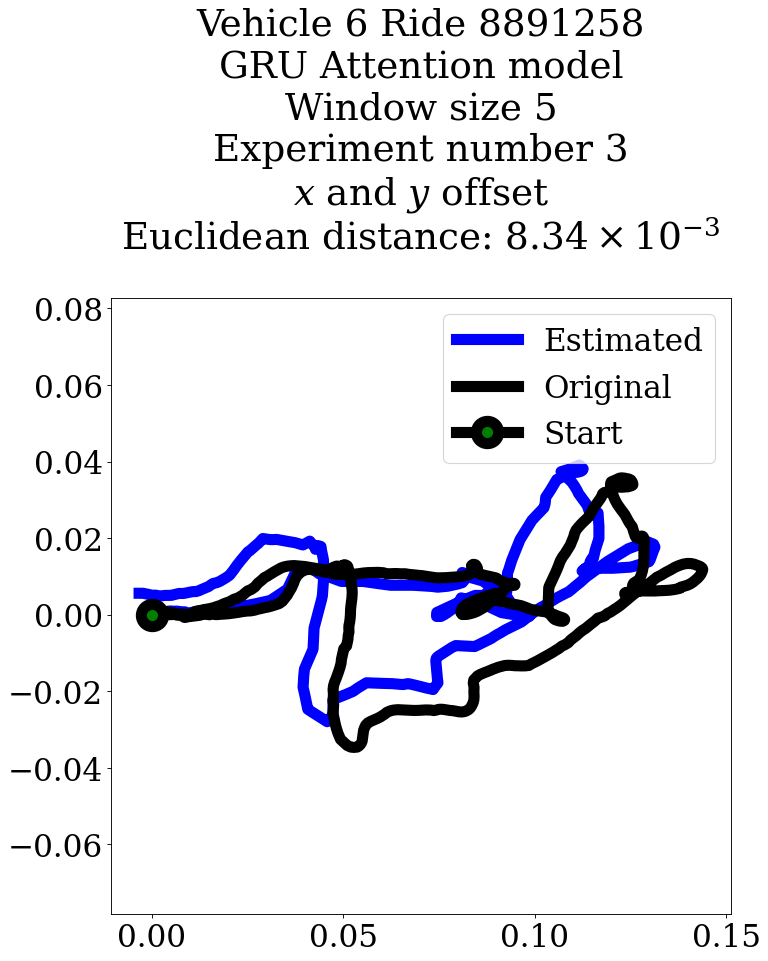 Vehicle 6 Ride 8891258
GRU Attention model
Window size 5
Experiment number 3
x and y offset
Euclidean distance: 8.34 × 10⁻³
0.08
0.06
0.04
0.02
0.00
−0.02
−0.04
−0.06
Estimated
Original
Start
0.00 0.05 0.10 0.15